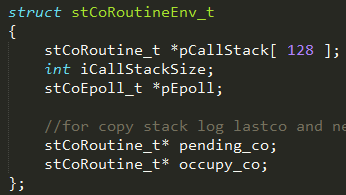 struct stCoRoutineEnv_t
{
stCoRoutine_t *pCallStack[ 128 ];
int iCallStackSize;
stCoEpoll_t *pEpoll;
//for copy stack log lastco and ne
stCoRoutine_t* pending_co;
stCoRoutine_t* occupy_co;
};